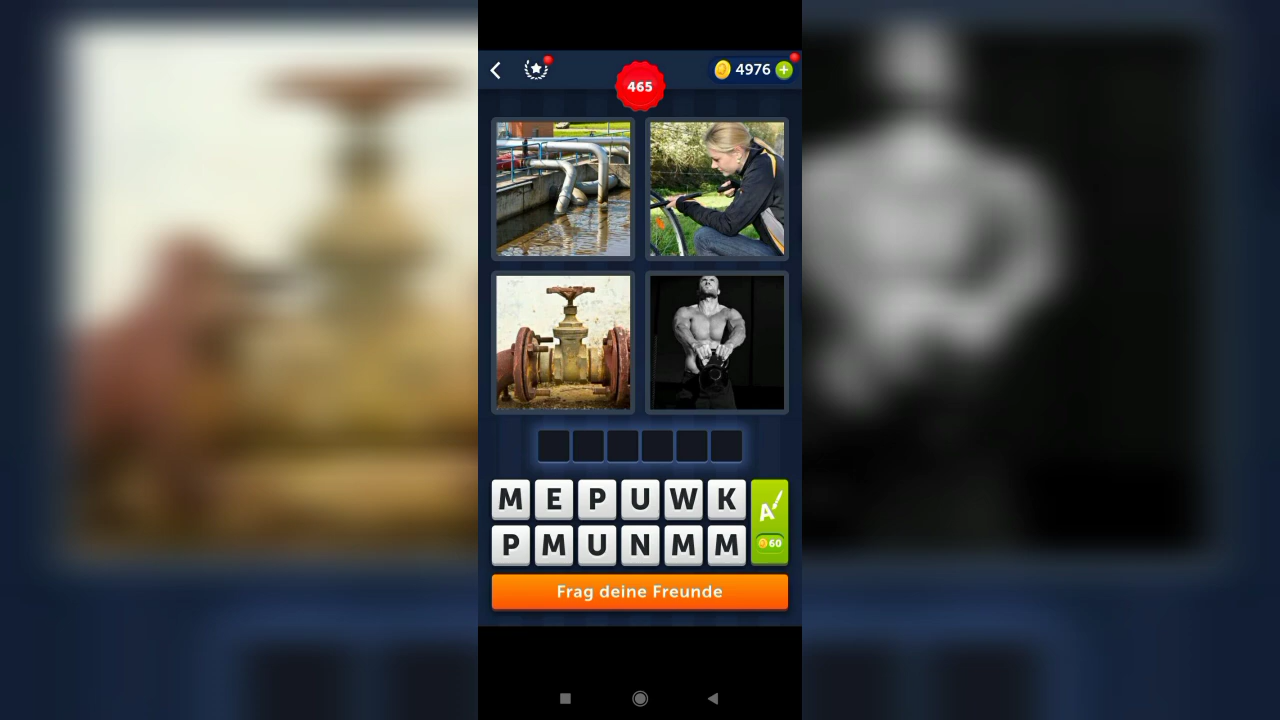 465
4976
M E P U W K
P M U N M M
A
60
Frag deine Freunde